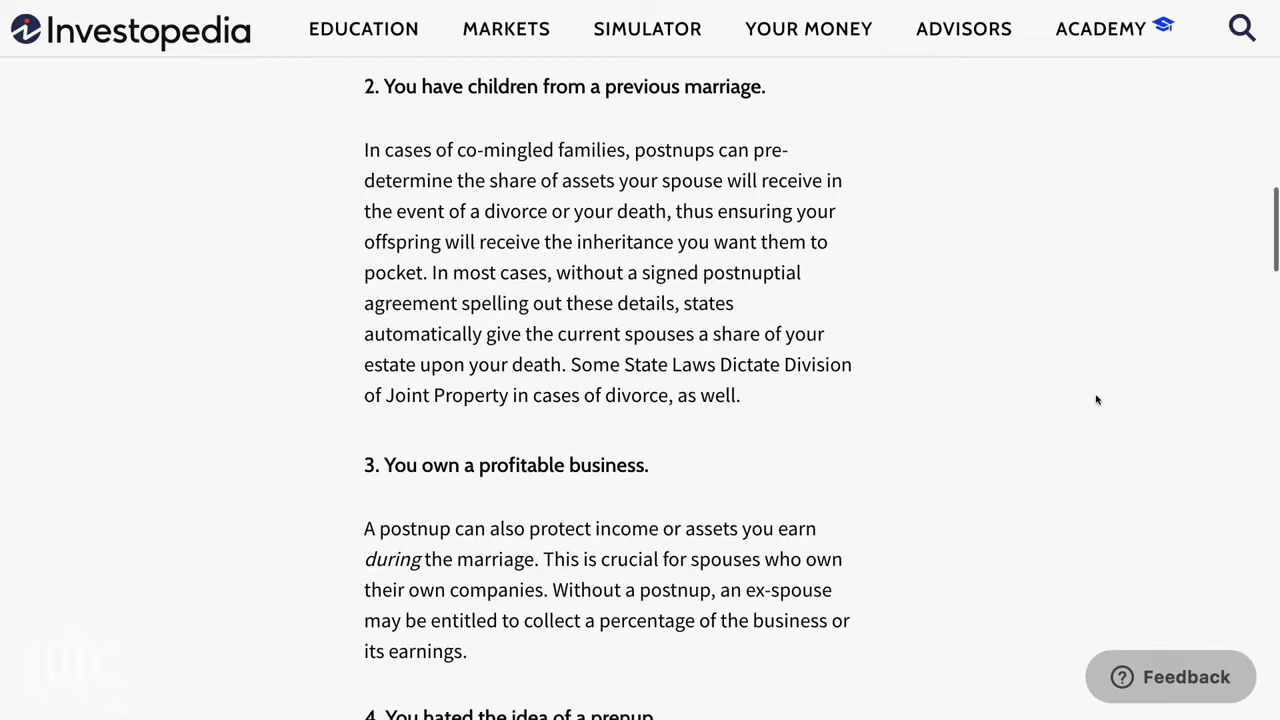 Investopedia
EDUCATION
MARKETS
SIMULATOR
YOUR MONEY
ADVISORS
ACADEMY
2. You have children from a previous marriage.
In cases of co-mingled families, postnups can pre-
determine the share of assets your spouse will receive in
the event of a divorce or your death, thus ensuring your
offspring will receive the inheritance you want them to
pocket. In most cases, without a signed postnuptial
agreement spelling out these details, states
automatically give the current spouses a share of your
estate upon your death. Some State Laws Dictate Division
of Joint Property in cases of divorce, as well.
3. You own a profitable business.
A postnup can also protect income or assets you earn
during the marriage. This is crucial for spouses who own
their own companies. Without a postnup, an ex-spouse
may be entitled to collect a percentage of the business or
its earnings.
4. You hated the idea of a prenup.
Feedback